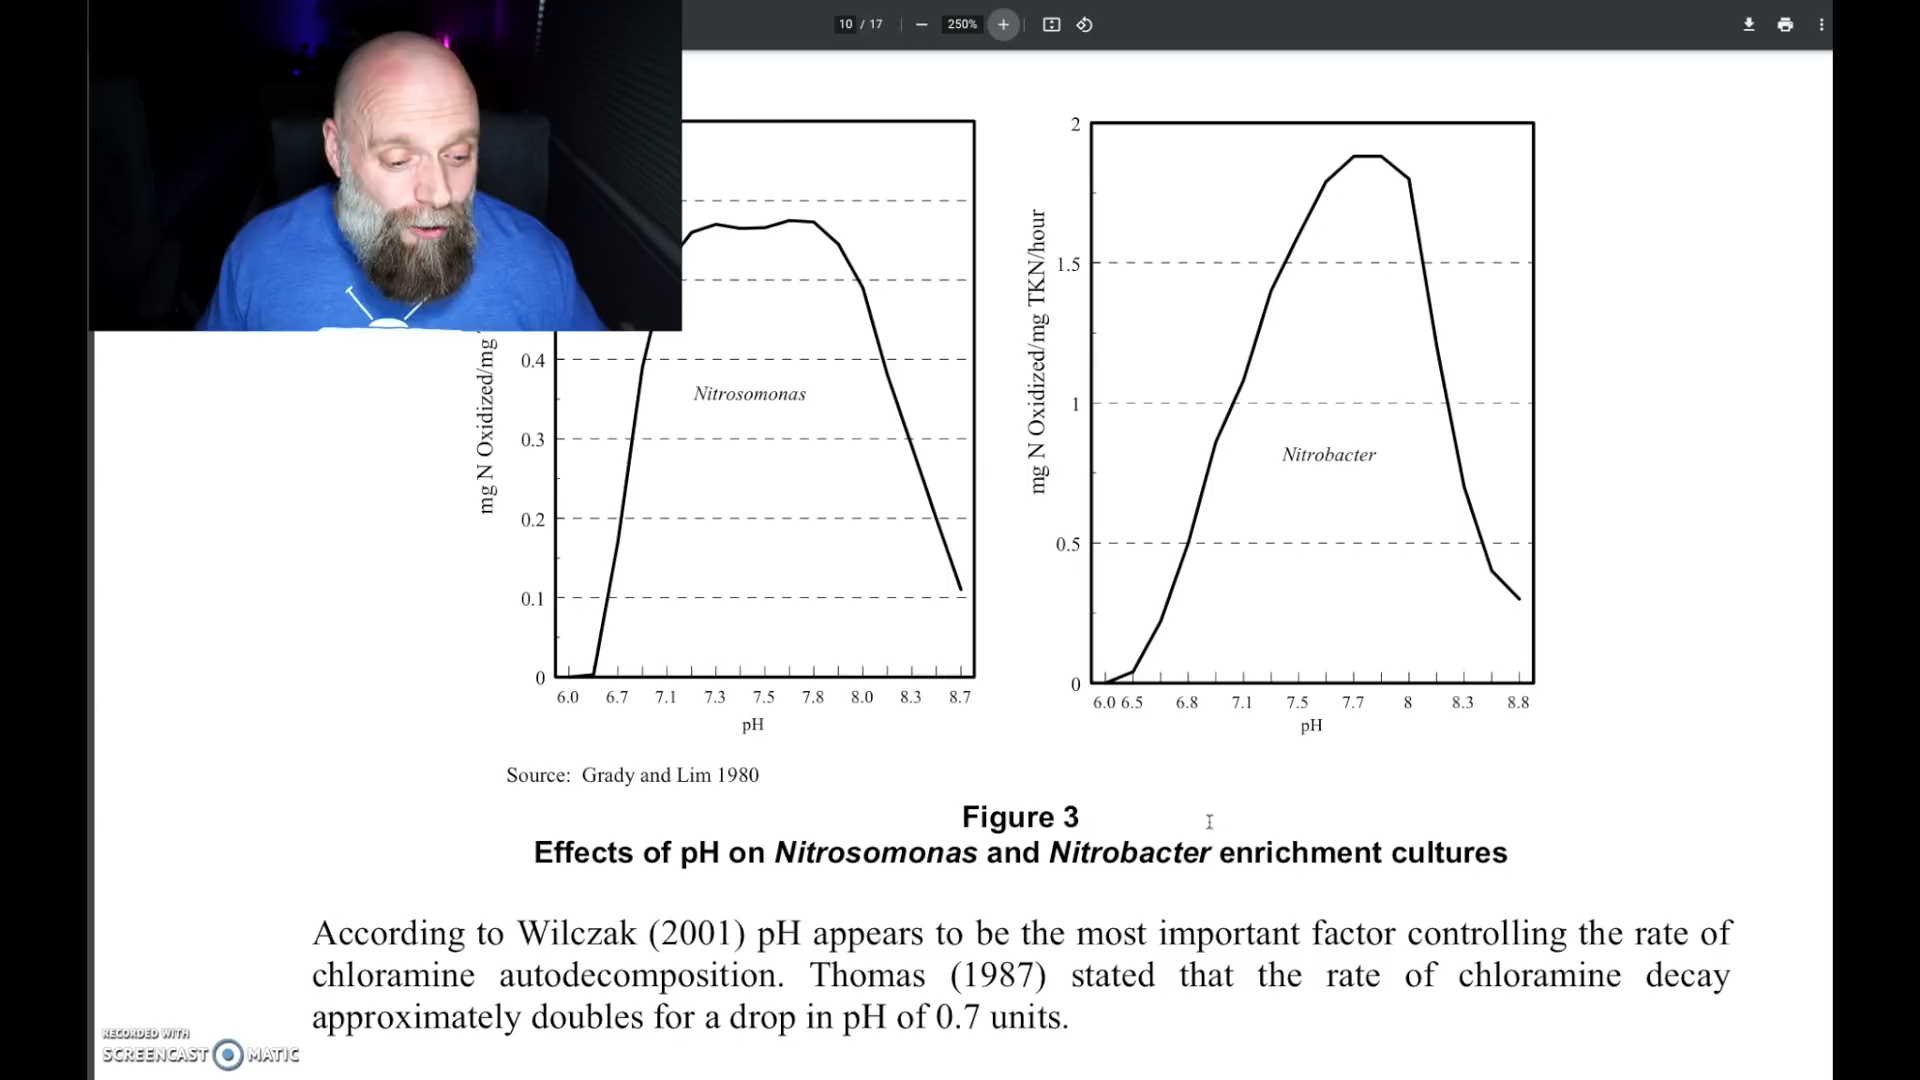 10 / 17
250%
mg N Oxidized/mg
0.4
0.3
0.2
0.1
0
Nitrosomonas
6.0 6.7 7.1 7.3 7.5 7.8 8.0 8.3 8.7
pH
mg N Oxidized/mg TKN/hour
2
1.5
1
0.5
0
Nitrobacter
6.0 6.5 6.8 7.1 7.5 7.7 8 8.3 8.8
pH
Source: Grady and Lim 1980
Figure 3
Effects of pH on Nitrosomonas and Nitrobacter enrichment cultures
According to Wilczak (2001) pH appears to be the most important factor controlling the rate of
chloramine autodecomposition. Thomas (1987) stated that the rate of chloramine decay
approximately doubles for a drop in pH of 0.7 units.
RECORDED WITH
SCREENCAST MATIC